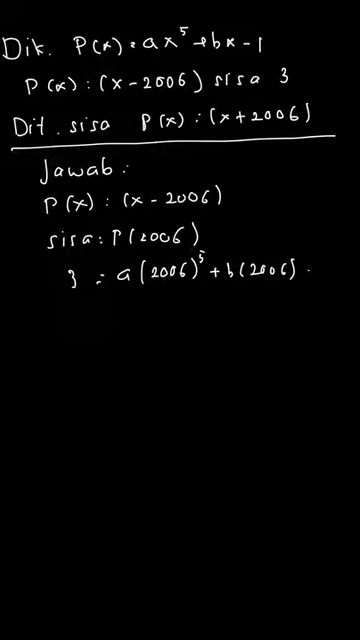 Dik. P(x) = ax⁵ + bx - 1
P(x) : (x - 2006) sisa 3
Dit. sisa P(x) : (x + 2006)
Jawab :
P(x) : (x - 2006)
sisa : P(2006)
3 = a(2006)⁵ + b(2006)